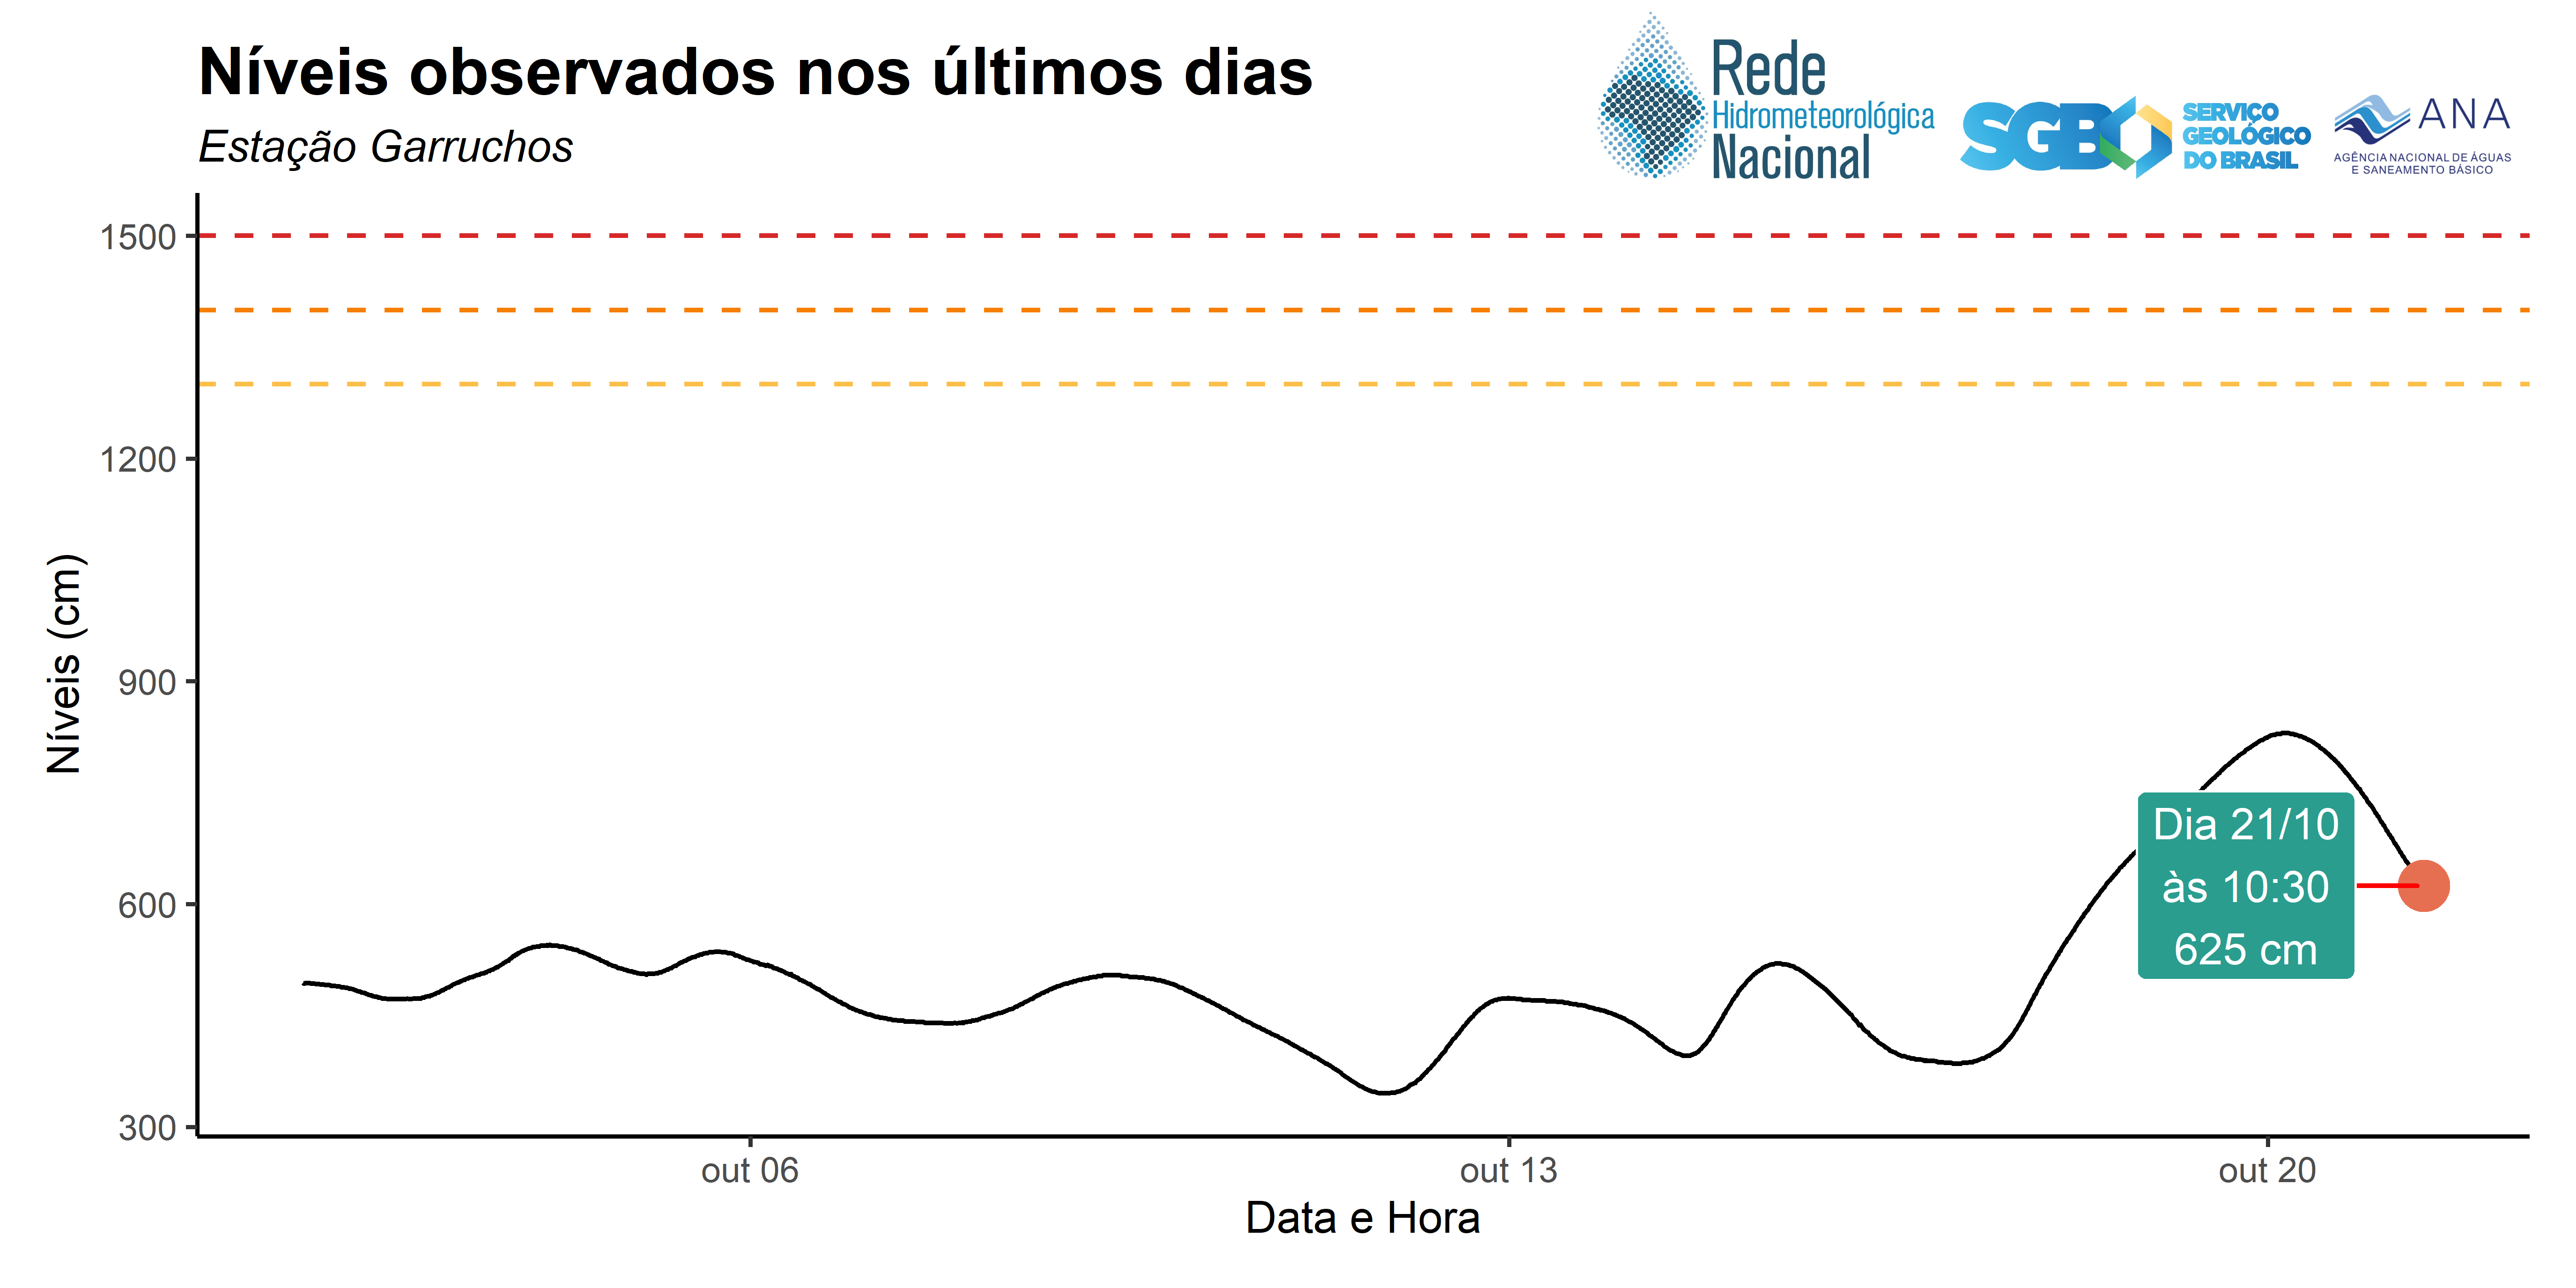 Níveis observados nos últimos dias
Estação Garruchos
Rede
Hidrometeorológica
Nacional
SGB
SERVIÇO
GEOLÓGICO
DO BRASIL
ANA
AGÊNCIA NACIONAL DE ÁGUAS
E SANEAMENTO BÁSICO
Níveis (cm)
1500
1200
900
600
300
Dia 21/10
às 10:30
625 cm
out 06
out 13
out 20
Data e Hora